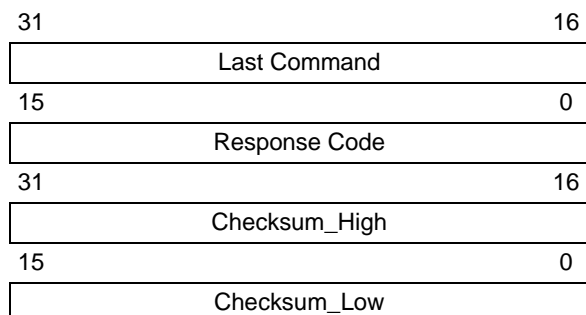 31 16
Last Command
15 0
Response Code
31 16
Checksum_High
15 0
Checksum_Low